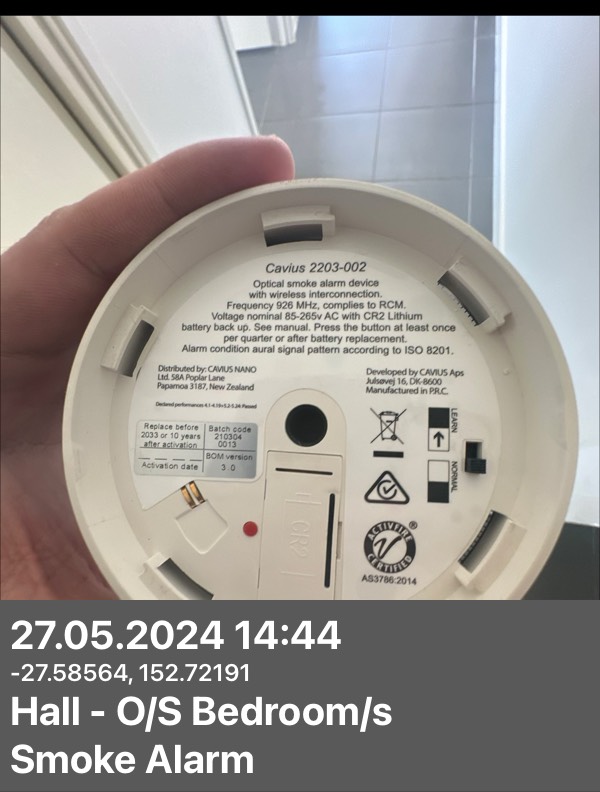 Cavius 2203-002
Optical smoke alarm device
with wireless interconnection.
Frequency 926 MHz, complies to RCM.
Voltage nominal 85-265v AC with CR2 Lithium
battery back up. See manual. Press the button at least once
per quarter or after battery replacement.
Alarm condition aural signal pattern according to ISO 8201.
Distributed by: CAVIUS NANO
Ltd. 58A Poplar Lane
Papamoa 3187, New Zealand
Developed by CAVIUS Aps
Julsøvej 16, DK-8600
Manufactured in P.R.C.
Replace before
2033 or 10 years
after activation
Activation date
Batch code
210304
0013
BOM version
3.0
LEARN
NORMAL
CR2
ACTIVFIRE
®
CERTIFIED
AS3786:2014
27.05.2024 14:44
-27.58564, 152.72191
Hall - O/S Bedroom/s
Smoke Alarm